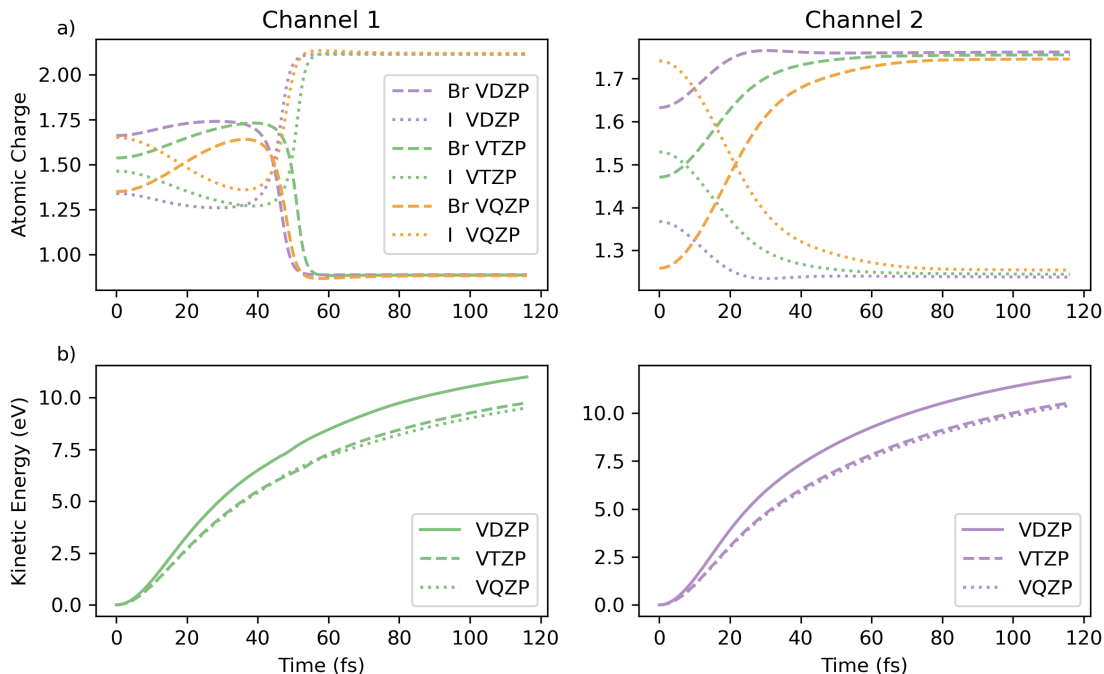 Channel 1
Channel 2
a)
Atomic Charge
2.00
1.75
1.50
1.25
1.00
Br VDZP
I VDZP
Br VTZP
I VTZP
Br VQZP
I VQZP
0 20 40 60 80 100 120
1.7
1.6
1.5
1.4
1.3
0 20 40 60 80 100 120
b)
Kinetic Energy (eV)
10.0
7.5
5.0
2.5
0.0
VDZP
VTZP
VQZP
0 20 40 60 80 100 120
Time (fs)
10.0
7.5
5.0
2.5
0.0
VDZP
VTZP
VQZP
0 20 40 60 80 100 120
Time (fs)